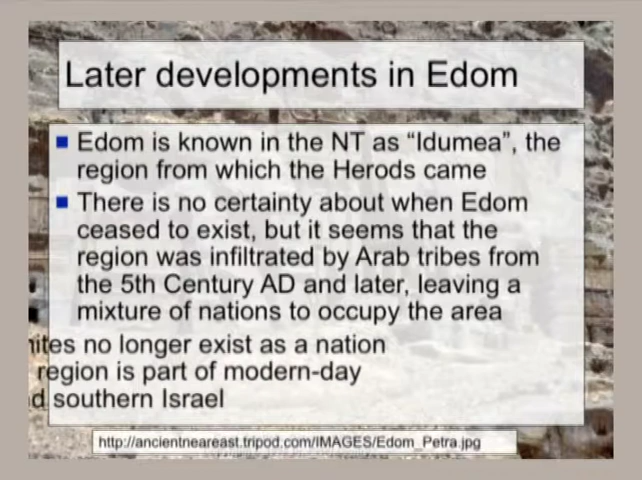 Later developments in Edom
Edom is known in the NT as “Idumea”, the
region from which the Herods came
There is no certainty about when Edom
ceased to exist, but it seems that the
region was infiltrated by Arab tribes from
the 5th Century AD and later, leaving a
mixture of nations to occupy the area
no longer exist as a nation
region is part of modern-day
southern Israel
http://ancientneareast.tripod.com/IMAGES/Edom_Petra.jpg